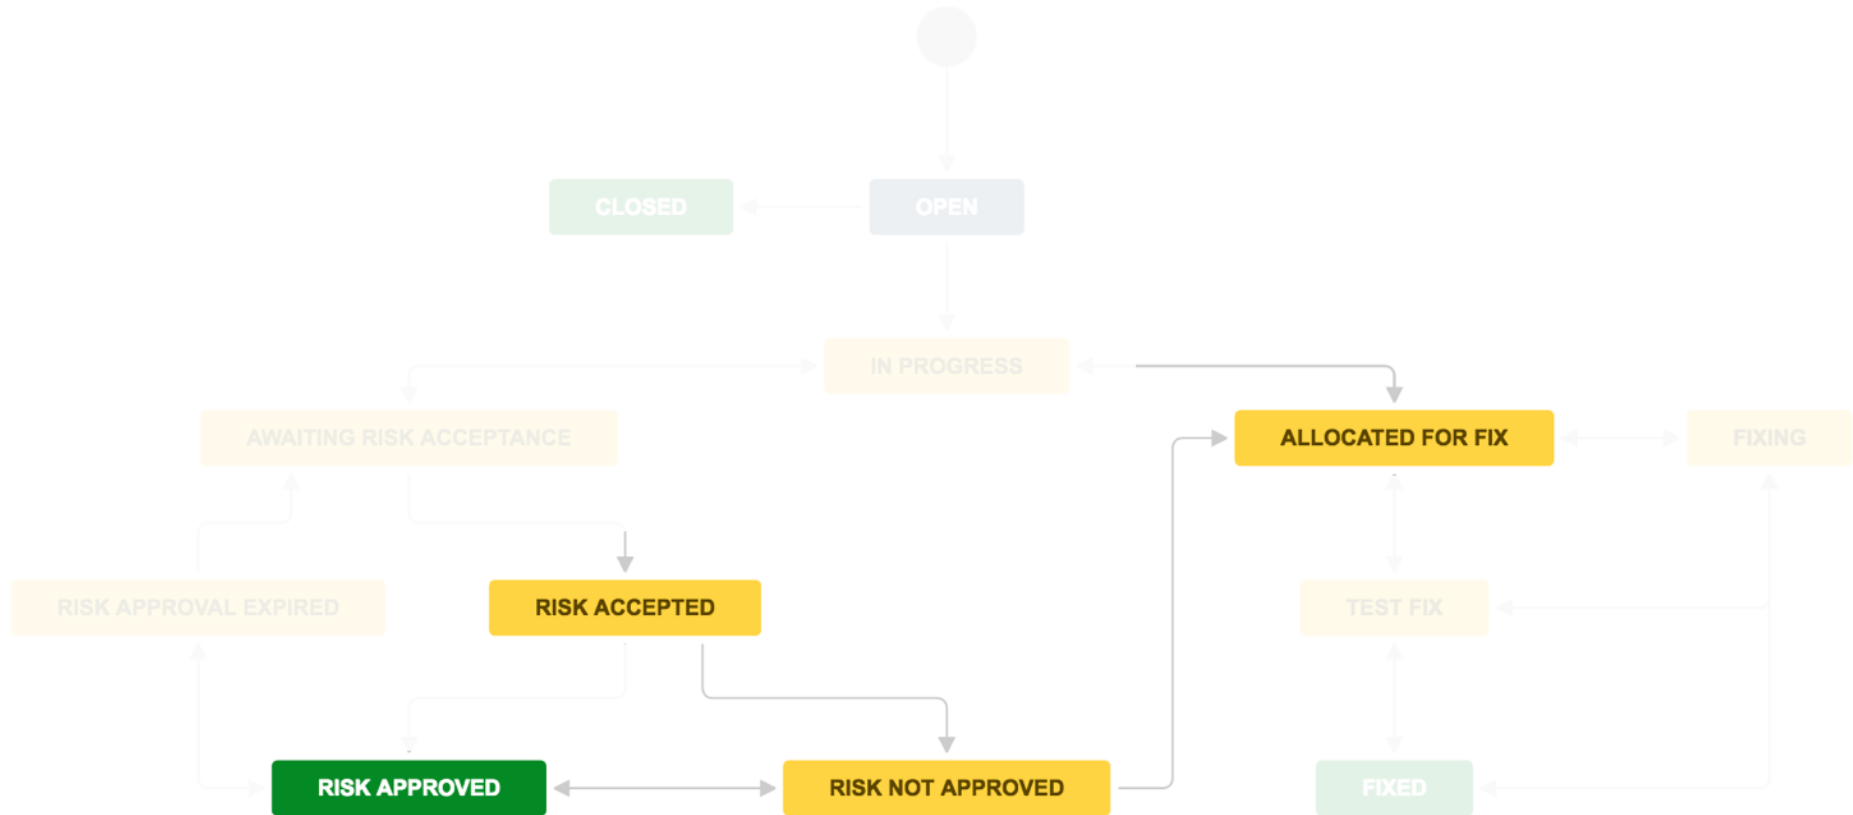 CLOSED
OPEN
IN PROGRESS
AWAITING RISK ACCEPTANCE
ALLOCATED FOR FIX
FIXING
RISK APPROVAL EXPIRED
RISK ACCEPTED
TEST FIX
RISK APPROVED
RISK NOT APPROVED
FIXED